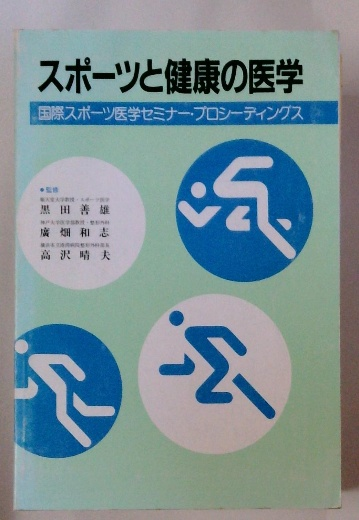 スポーツと健康の医学
国際スポーツ医学セミナー・プロシーディングス
●監修
黒田善雄
廣畑和志
高沢晴夫